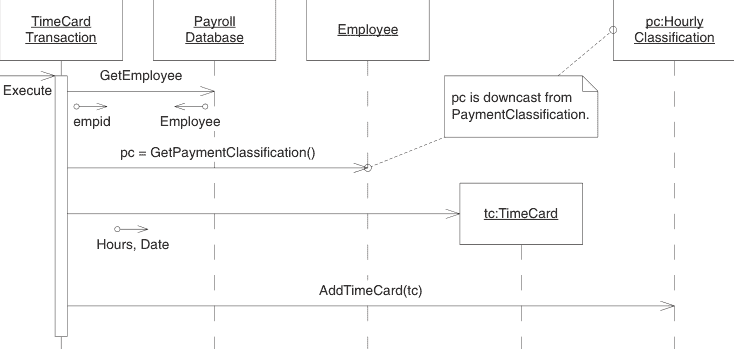 TimeCard
Transaction
Payroll
Database
Employee
pc:Hourly
Classification
Execute
GetEmployee
empid
Employee
pc is downcast from
PaymentClassification.
pc = GetPaymentClassification()
tc:TimeCard
Hours, Date
AddTimeCard(tc)